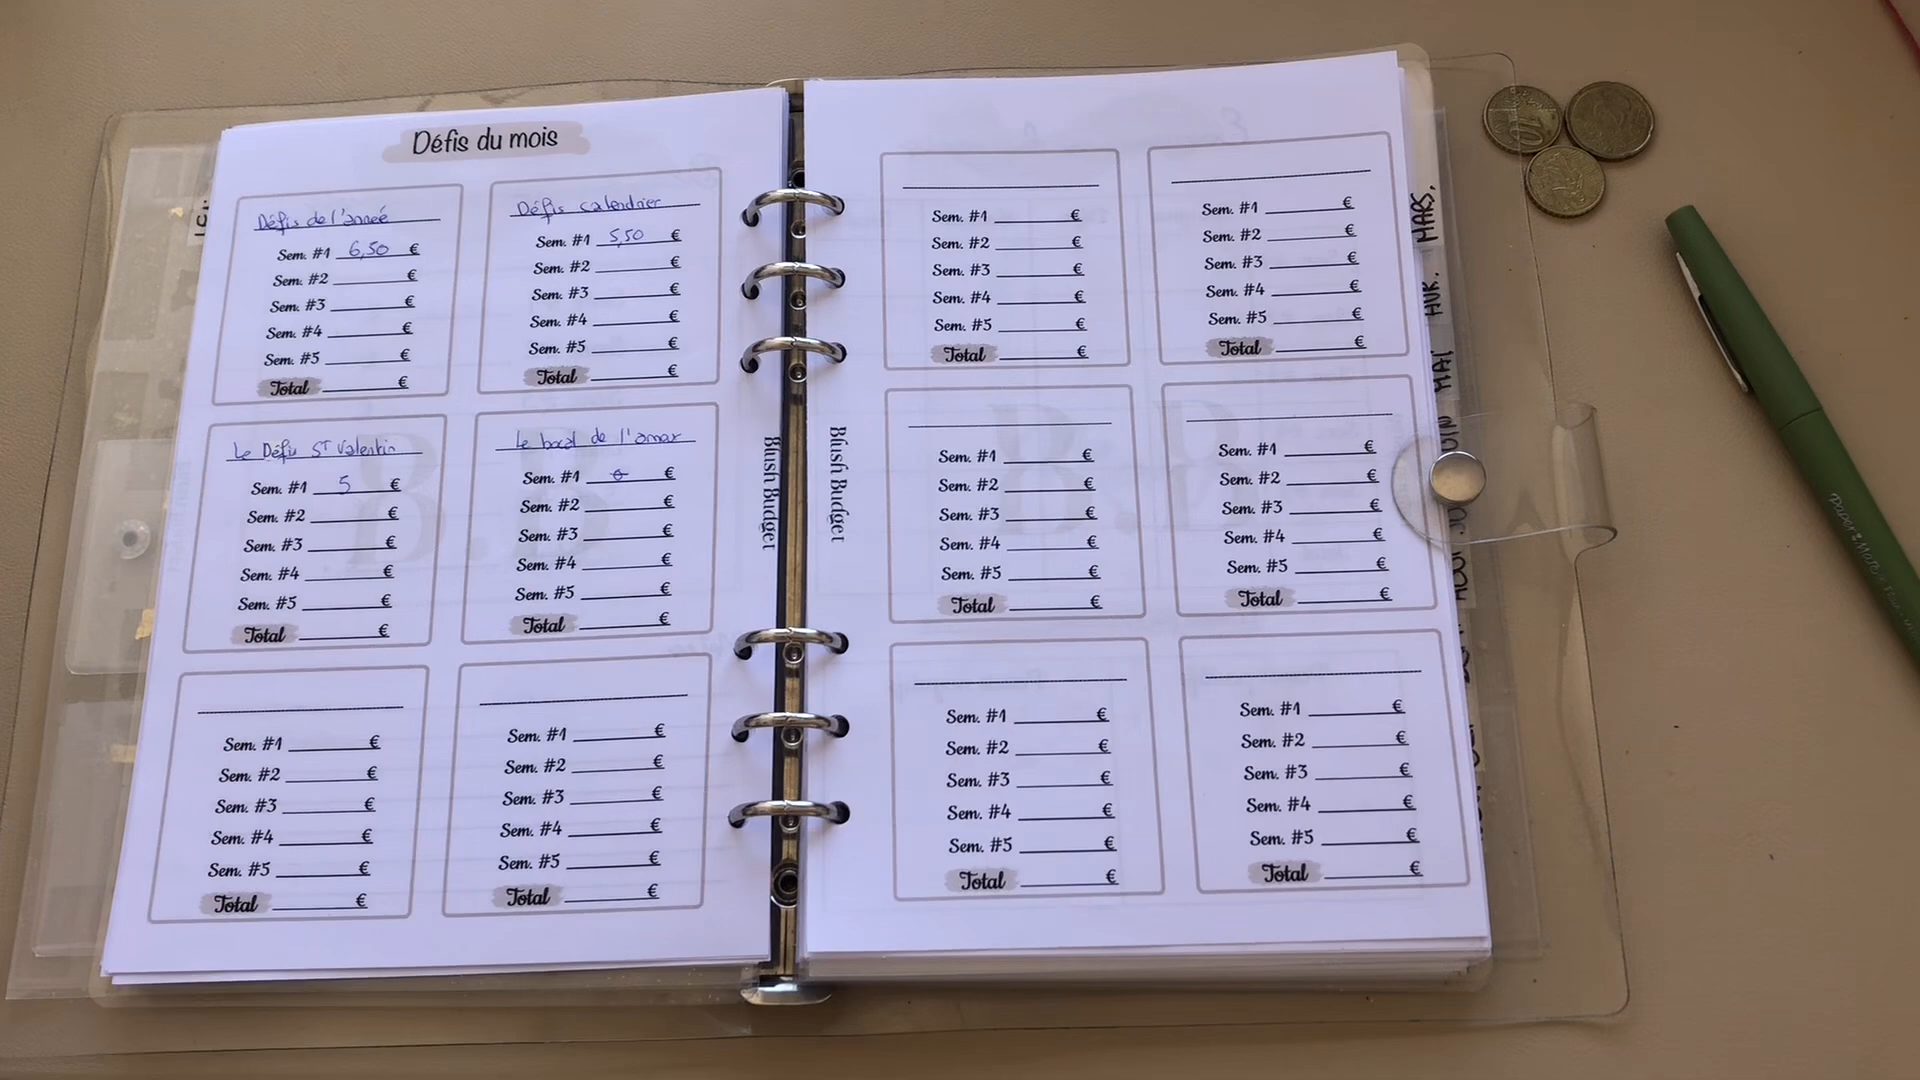 Défis du mois
Défis de l'année
Sem. #1 6,50 €
Sem. #2 €
Sem. #3 €
Sem. #4 €
Sem. #5 €
Total €
Défis calendrier
Sem. #1 5,50 €
Sem. #2 €
Sem. #3 €
Sem. #4 €
Sem. #5 €
Total €
Le Défis ST Valentin
Sem. #1 5 €
Sem. #2 €
Sem. #3 €
Sem. #4 €
Sem. #5 €
Total €
Le bocal de l'amour
Sem. #1 €
Sem. #2 €
Sem. #3 €
Sem. #4 €
Sem. #5 €
Total €
Sem. #1 €
Sem. #2 €
Sem. #3 €
Sem. #4 €
Sem. #5 €
Total €
Sem. #1 €
Sem. #2 €
Sem. #3 €
Sem. #4 €
Sem. #5 €
Total €
Blush Budget
Blush Budget
Sem. #1 €
Sem. #2 €
Sem. #3 €
Sem. #4 €
Sem. #5 €
Total €
Sem. #1 €
Sem. #2 €
Sem. #3 €
Sem. #4 €
Sem. #5 €
Total €
Sem. #1 €
Sem. #2 €
Sem. #3 €
Sem. #4 €
Sem. #5 €
Total €
Sem. #1 €
Sem. #2 €
Sem. #3 €
Sem. #4 €
Sem. #5 €
Total €
Sem. #1 €
Sem. #2 €
Sem. #3 €
Sem. #4 €
Sem. #5 €
Total €
Sem. #1 €
Sem. #2 €
Sem. #3 €
Sem. #4 €
Sem. #5 €
Total €
MARS.
AVR.
MAI
JUIN
10
Paper Mate